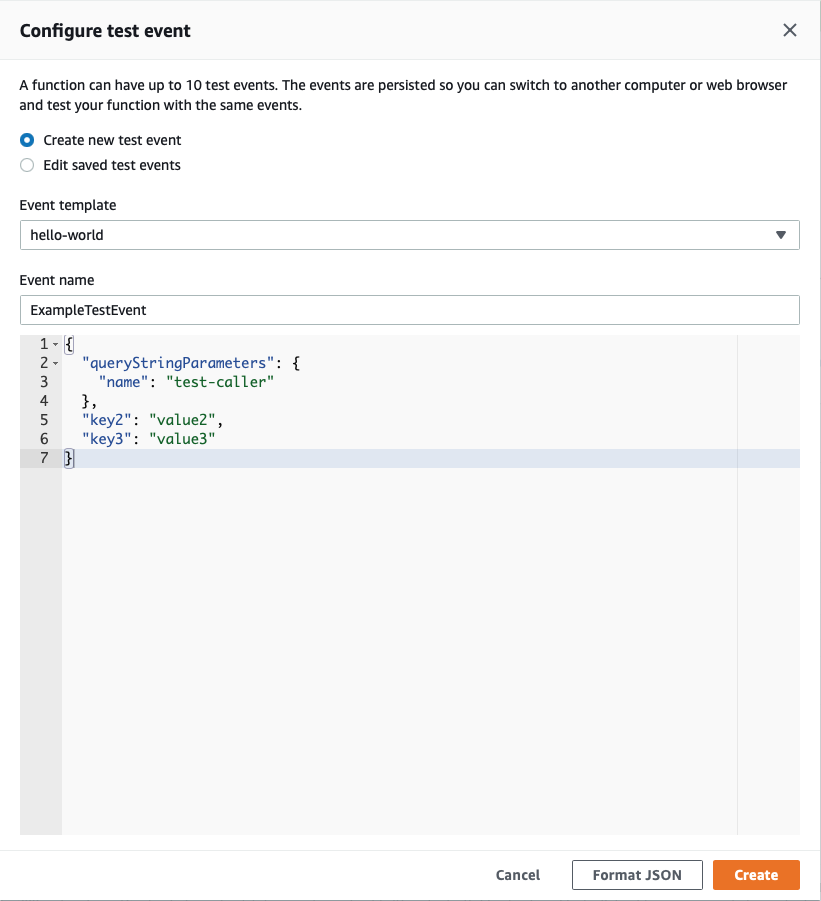 Configure test event
A function can have up to 10 test events. The events are persisted so you can switch to another computer or web browser
and test your function with the same events.
Create new test event
Edit saved test events
Event template
hello-world
Event name
ExampleTestEvent
1 {
2 "queryStringParameters": {
3 "name": "test-caller"
4 },
5 "key2": "value2",
6 "key3": "value3"
7 }
Cancel Format JSON Create